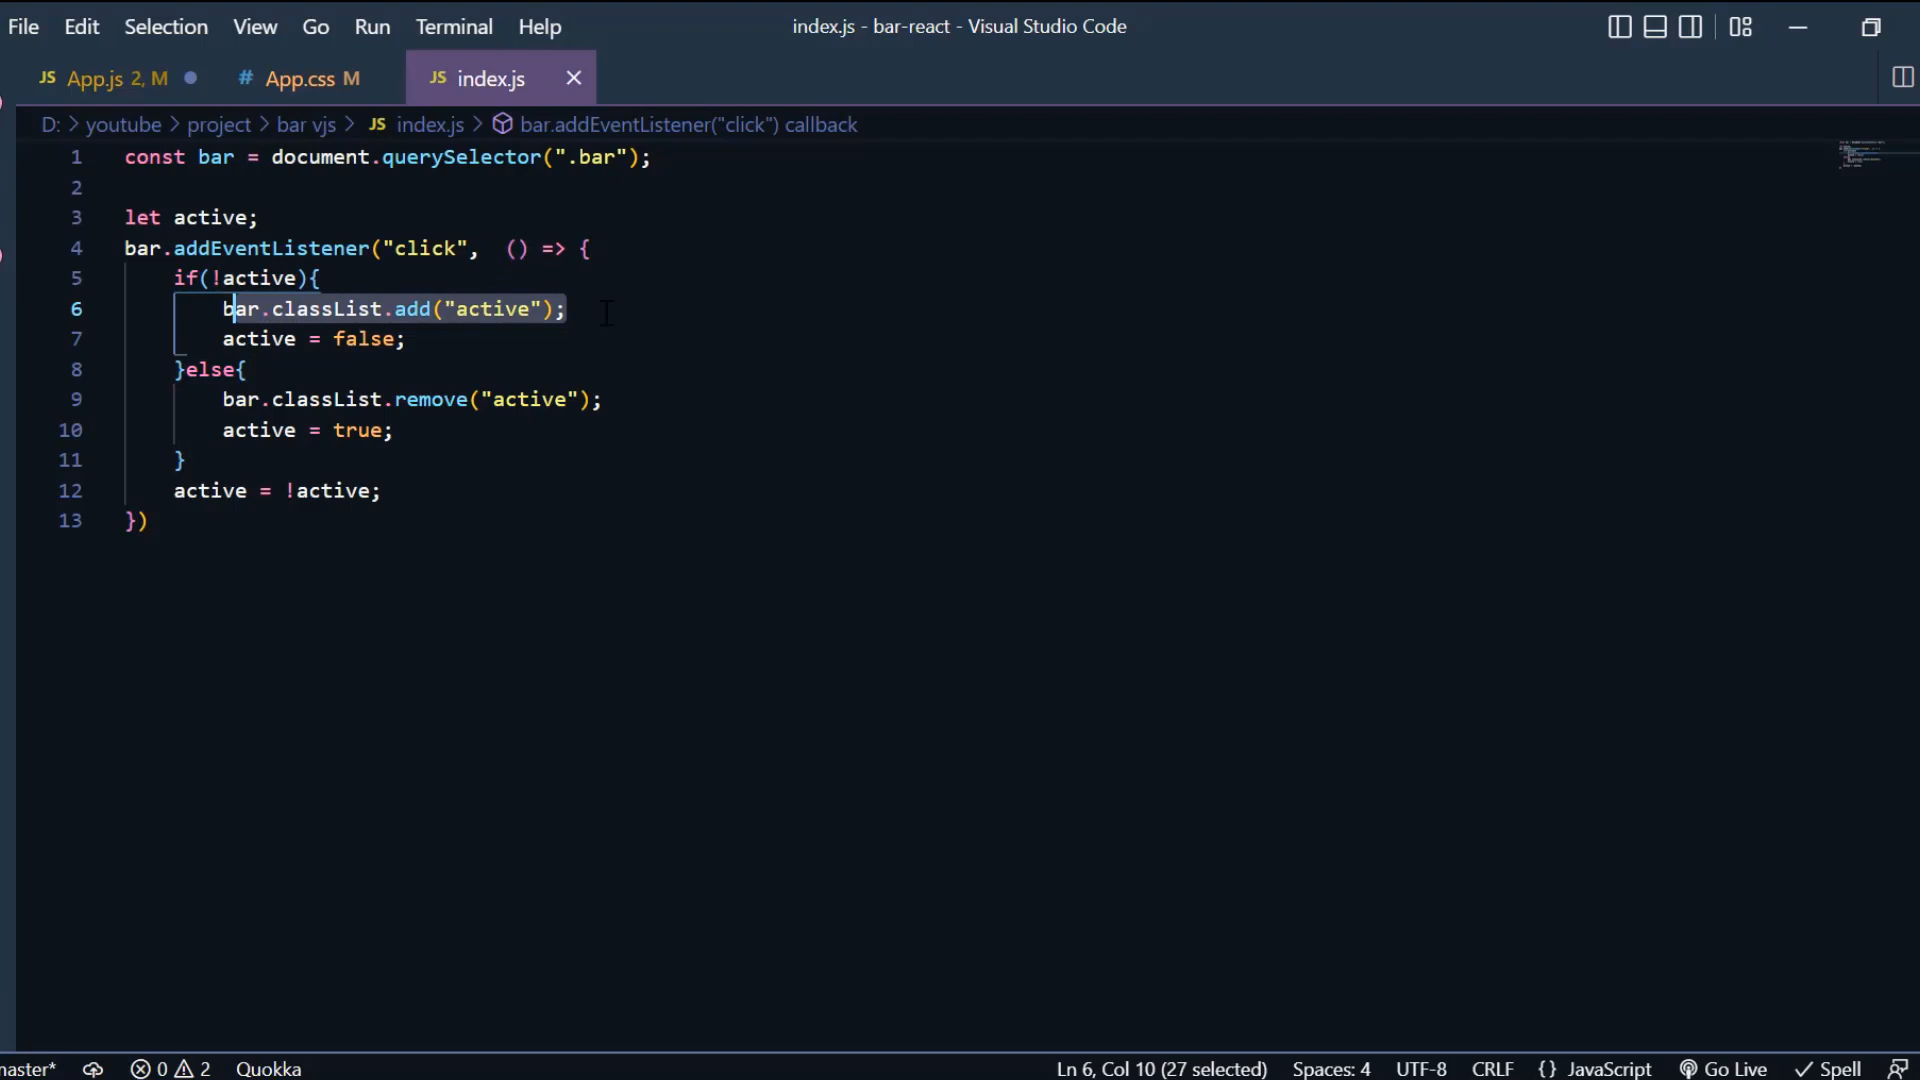 File Edit Selection View Go Run Terminal Help index.js - bar-react - Visual Studio Code
JS App.js 2, M # App.css M JS index.js
D: > youtube > project > bar vjs > JS index.js > bar.addEventListener("click") callback
1 const bar = document.querySelector(".bar");
2
3 let active;
4 bar.addEventListener("click",  () => {
5 if(!active){
6 bar.classList.add("active");
7 active = false;
8 }else{
9 bar.classList.remove("active");
10 active = true;
11 }
12 active = !active;
13 })
master* 0 2 Quokka Ln 6, Col 10 (27 selected) Spaces: 4 UTF-8 CRLF {} JavaScript Go Live Spell